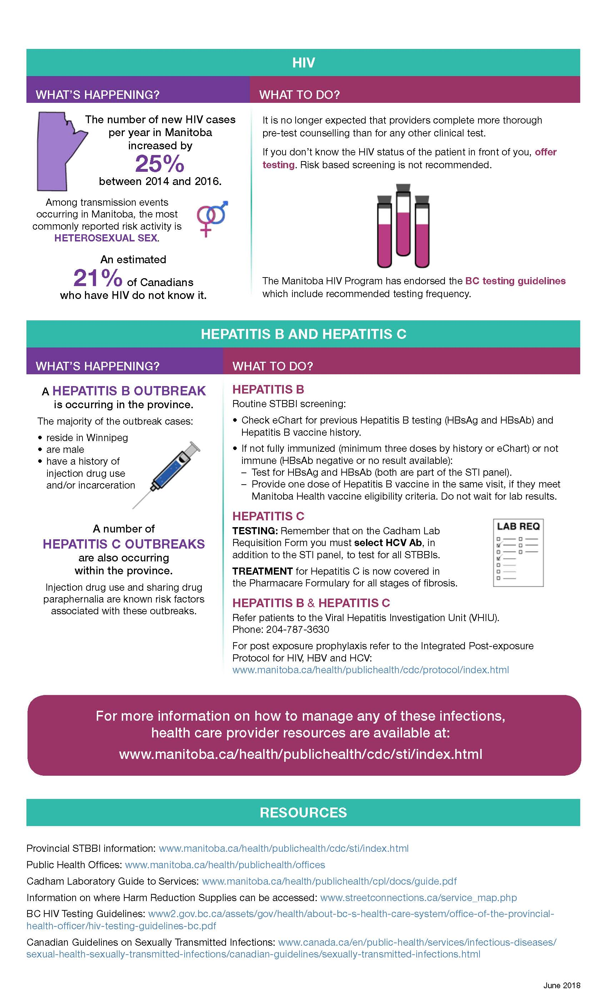 HIV
WHAT'S HAPPENING?
The number of new HIV cases
per year in Manitoba
increased by
25%
between 2014 and 2016.
Among transmission events
occurring in Manitoba, the most
commonly reported risk activity is
HETEROSEXUAL SEX.
An estimated
21% of Canadians
who have HIV do not know it.
WHAT TO DO?
It is no longer expected that providers complete more thorough
pre-test counselling than for any other clinical test.
If you don't know the HIV status of the patient in front of you, offer
testing. Risk based screening is not recommended.
The Manitoba HIV Program has endorsed the BC testing guidelines
which include recommended testing frequency.
HEPATITIS B AND HEPATITIS C
WHAT'S HAPPENING?
A HEPATITIS B OUTBREAK
is occurring in the province.
The majority of the outbreak cases:
• reside in Winnipeg
• are male
• have a history of
injection drug use
and/or incarceration
A number of
HEPATITIS C OUTBREAKS
are also occurring
within the province.
Injection drug use and sharing drug
paraphernalia are known risk factors
associated with these outbreaks.
WHAT TO DO?
HEPATITIS B
Routine STBBI screening:
• Check eChart for previous Hepatitis B testing (HBsAg and HBsAb) and
Hepatitis B vaccine history.
• If not fully immunized (minimum three doses by history or eChart) or not
immune (HBsAb negative or no result available):
– Test for HBsAg and HBsAb (both are part of the STI panel).
– Provide one dose of Hepatitis B vaccine in the same visit, if they meet
Manitoba Health vaccine eligibility criteria. Do not wait for lab results.
HEPATITIS C
TESTING: Remember that on the Cadham Lab
Requisition Form you must select HCV Ab, in
addition to the STI panel, to test for all STBBIs.
TREATMENT for Hepatitis C is now covered in
the Pharmacare Formulary for all stages of fibrosis.
LAB REQ
HEPATITIS B & HEPATITIS C
Refer patients to the Viral Hepatitis Investigation Unit (VHIU).
Phone: 204-787-3630
For post exposure prophylaxis refer to the Integrated Post-exposure
Protocol for HIV, HBV and HCV:
www.manitoba.ca/health/publichealth/cdc/protocol/index.html
For more information on how to manage any of these infections,
health care provider resources are available at:
www.manitoba.ca/health/publichealth/cdc/sti/index.html
RESOURCES
Provincial STBBI information: www.manitoba.ca/health/publichealth/cdc/sti/index.html
Public Health Offices: www.manitoba.ca/health/publichealth/offices
Cadham Laboratory Guide to Services: www.manitoba.ca/health/publichealth/cpl/docs/guide.pdf
Information on where Harm Reduction Supplies can be accessed: www.streetconnections.ca/service_map.php
BC HIV Testing Guidelines: www2.gov.bc.ca/assets/gov/health/about-bc-s-health-care-system/office-of-the-provincial-
health-officer/hiv-testing-guidelines-bc.pdf
Canadian Guidelines on Sexually Transmitted Infections: www.canada.ca/en/public-health/services/infectious-diseases/
sexual-health-sexually-transmitted-infections/canadian-guidelines/sexually-transmitted-infections.html
June 2018